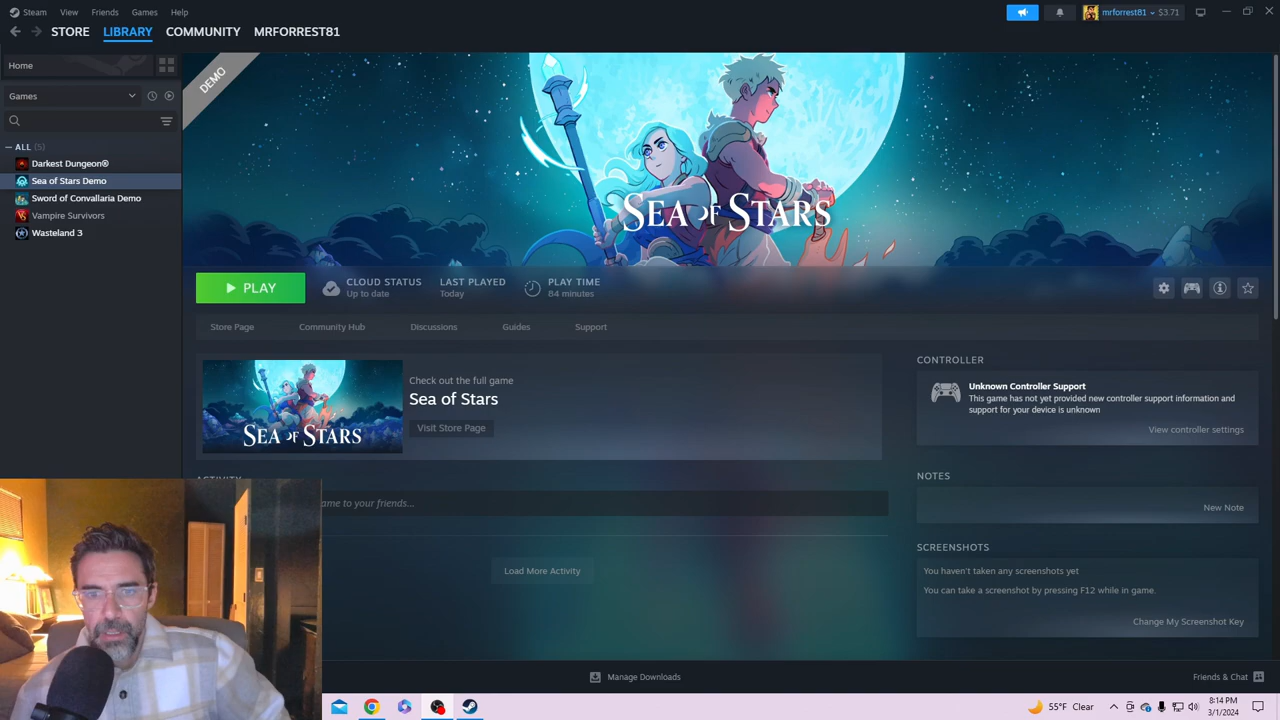 Steam View Friends Games Help
mrforrest81 $3.71
STORE LIBRARY COMMUNITY MRFORREST81
Home
Games
ALL (5)
Darkest Dungeon®
Sea of Stars Demo
Sword of Convallaria Demo
Vampire Survivors
Wasteland 3
DEMO
SEA OF STARS
PLAY
CLOUD STATUS
Up to date
LAST PLAYED
Today
PLAY TIME
84 minutes
Store Page Community Hub Discussions Guides Support
SEA OF STARS
Check out the full game
Sea of Stars
Visit Store Page
CONTROLLER
Unknown Controller Support
This game has not yet provided new controller support information and
support for your device is unknown
View controller settings
ACTIVITY
ame to your friends...
Load More Activity
NOTES
New Note
SCREENSHOTS
You haven't taken any screenshots yet
You can take a screenshot by pressing F12 while in game.
Change My Screenshot Key
Manage Downloads
Friends & Chat
55°F Clear
8:14 PM
3/1/2024